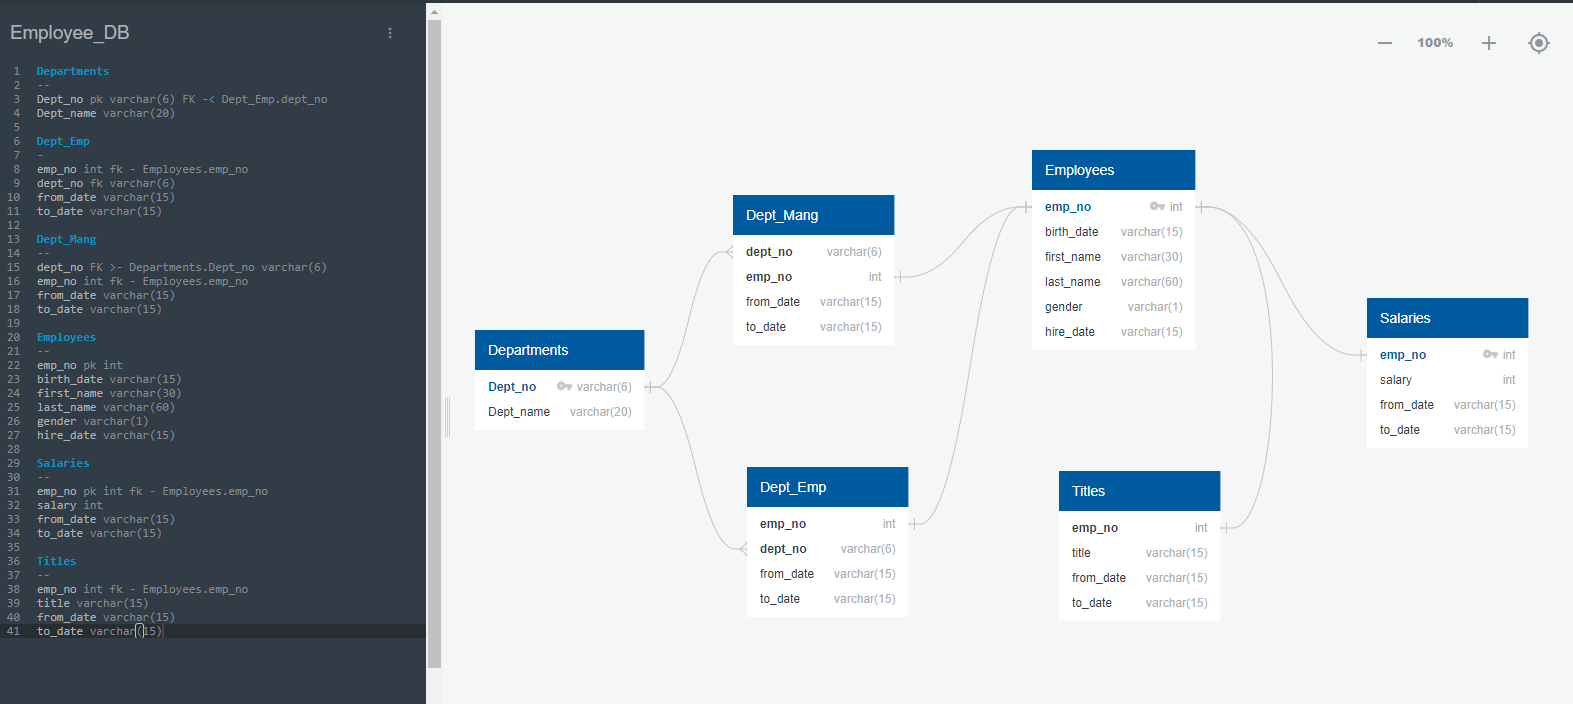 Employee_DB
100%
1 Departments
2 --
3 Dept_no pk varchar(6) FK -< Dept_Emp.dept_no
4 Dept_name varchar(20)
5
6 Dept_Emp
7 -
8 emp_no int fk - Employees.emp_no
9 dept_no fk varchar(6)
10 from_date varchar(15)
11 to_date varchar(15)
12
13 Dept_Mang
14 --
15 dept_no FK >- Departments.Dept_no varchar(6)
16 emp_no int fk - Employees.emp_no
17 from_date varchar(15)
18 to_date varchar(15)
19
20 Employees
21 --
22 emp_no pk int
23 birth_date varchar(15)
24 first_name varchar(30)
25 last_name varchar(60)
26 gender varchar(1)
27 hire_date varchar(15)
28
29 Salaries
30 --
31 emp_no pk int fk - Employees.emp_no
32 salary int
33 from_date varchar(15)
34 to_date varchar(15)
35
36 Titles
37 --
38 emp_no int fk - Employees.emp_no
39 title varchar(15)
40 from_date varchar(15)
41 to_date varchar(15)
Departments
Dept_no varchar(6)
Dept_name varchar(20)
Dept_Mang
dept_no varchar(6)
emp_no int
from_date varchar(15)
to_date varchar(15)
Dept_Emp
emp_no int
dept_no varchar(6)
from_date varchar(15)
to_date varchar(15)
Employees
emp_no int
birth_date varchar(15)
first_name varchar(30)
last_name varchar(60)
gender varchar(1)
hire_date varchar(15)
Titles
emp_no int
title varchar(15)
from_date varchar(15)
to_date varchar(15)
Salaries
emp_no int
salary int
from_date varchar(15)
to_date varchar(15)